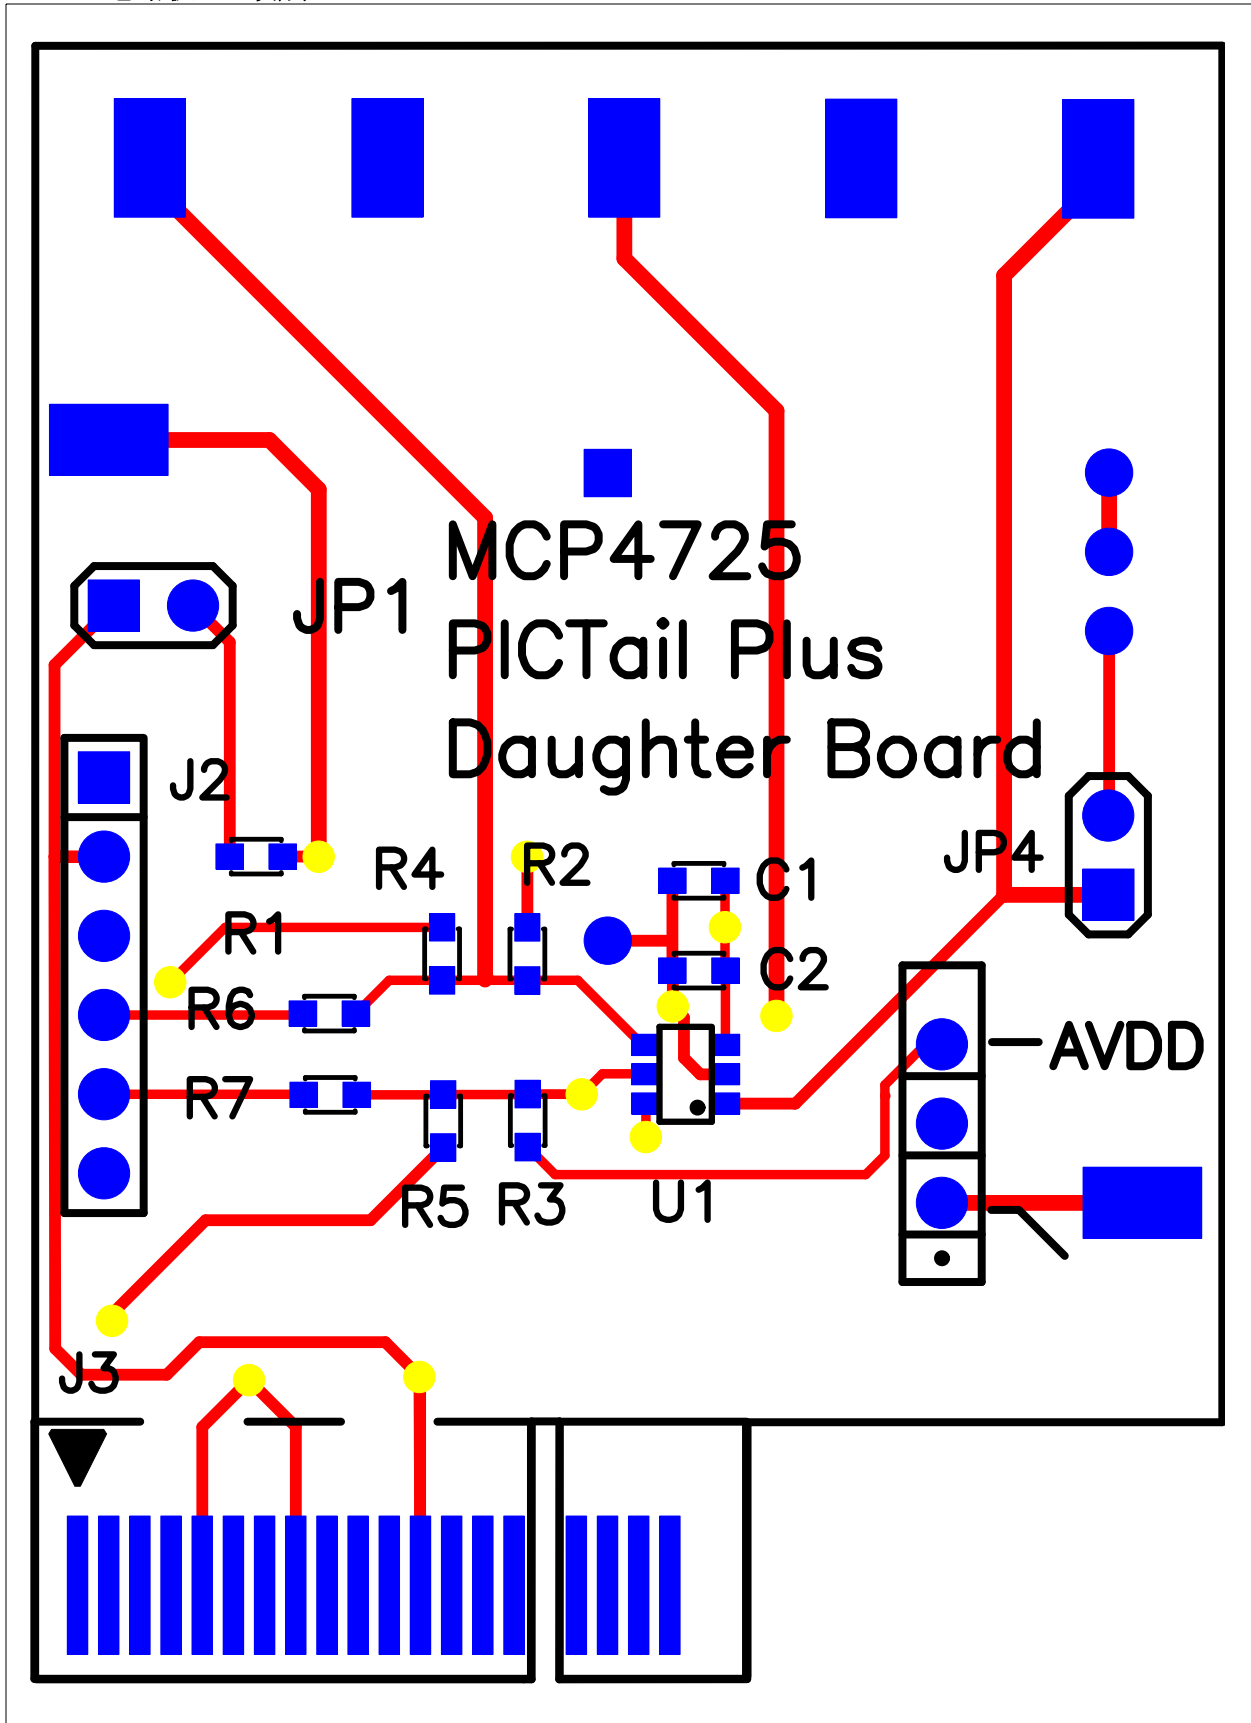 MCP4725
JP1
PICTail Plus
Daughter Board
J2
JP4
R4
R2
C1
R1
C2
R6
AVDD
R7
R5
R3
U1
J3